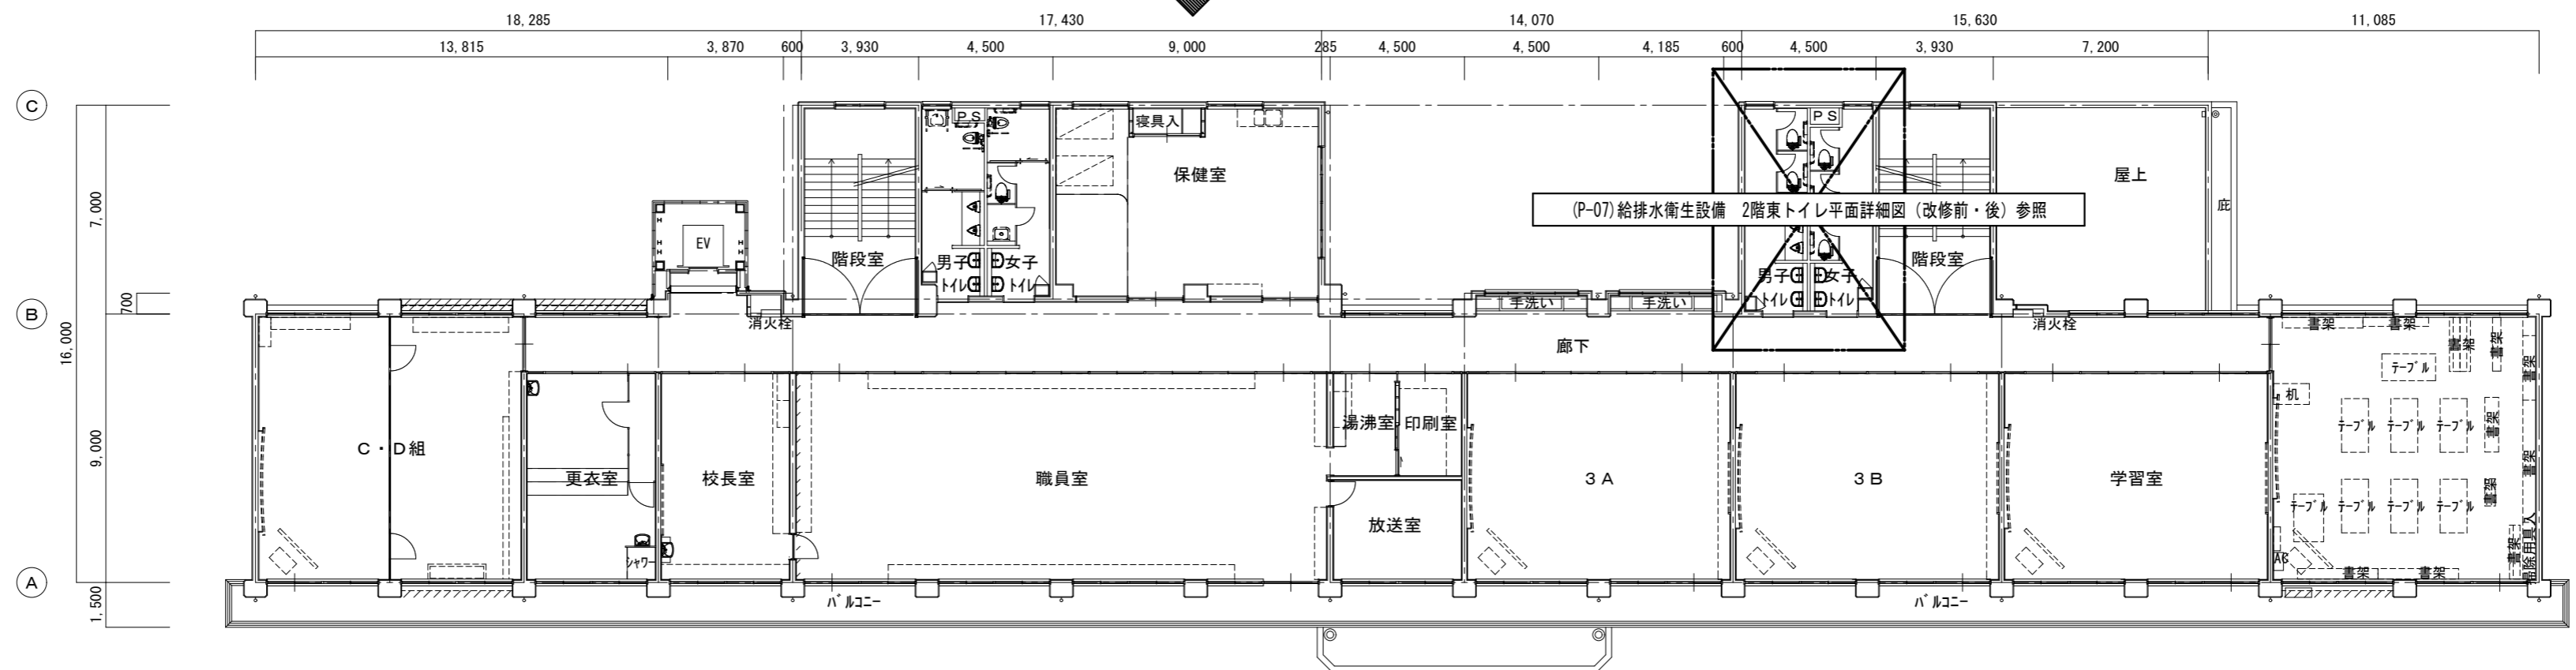 18,285
17,430
14,070
15,630
11,085
13,815
3,870
600
3,930
4,500
9,000
285
4,500
4,500
4,185
600
4,500
3,930
7,200
C
B
A
7,000
700
16,000
9,000
1,500
PS
寝具入
保健室
PS
屋上
庇
(P-07)給排水衛生設備 2階東トイレ平面詳細図(改修前・後)参照
EV
階段室
男子
トイレ
女子
トイレ
階段室
男子
トイレ
女子
トイレ
手洗い
手洗い
消火栓
消火栓
廊下
書架
書架
書架
書架
書架
テーブル
机
テーブル
テーブル
テーブル
書架
C・D組
更衣室
校長室
職員室
湯沸室
印刷室
3A
3B
学習室
書架
書架
テーブル
テーブル
テーブル
テーブル
放送室
シャワー
AC
書架
掃除用具入
書架
書架
バルコニー
バルコニー